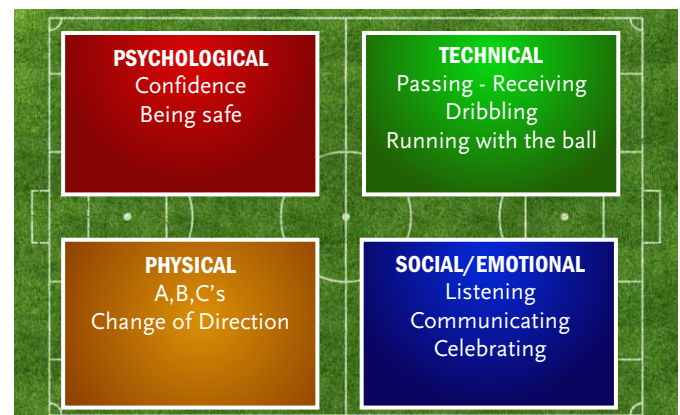 PSYCHOLOGICAL
Confidence
Being safe
TECHNICAL
Passing - Receiving
Dribbling
Running with the ball
PHYSICAL
A,B,C's
Change of Direction
SOCIAL/EMOTIONAL
Listening
Communicating
Celebrating